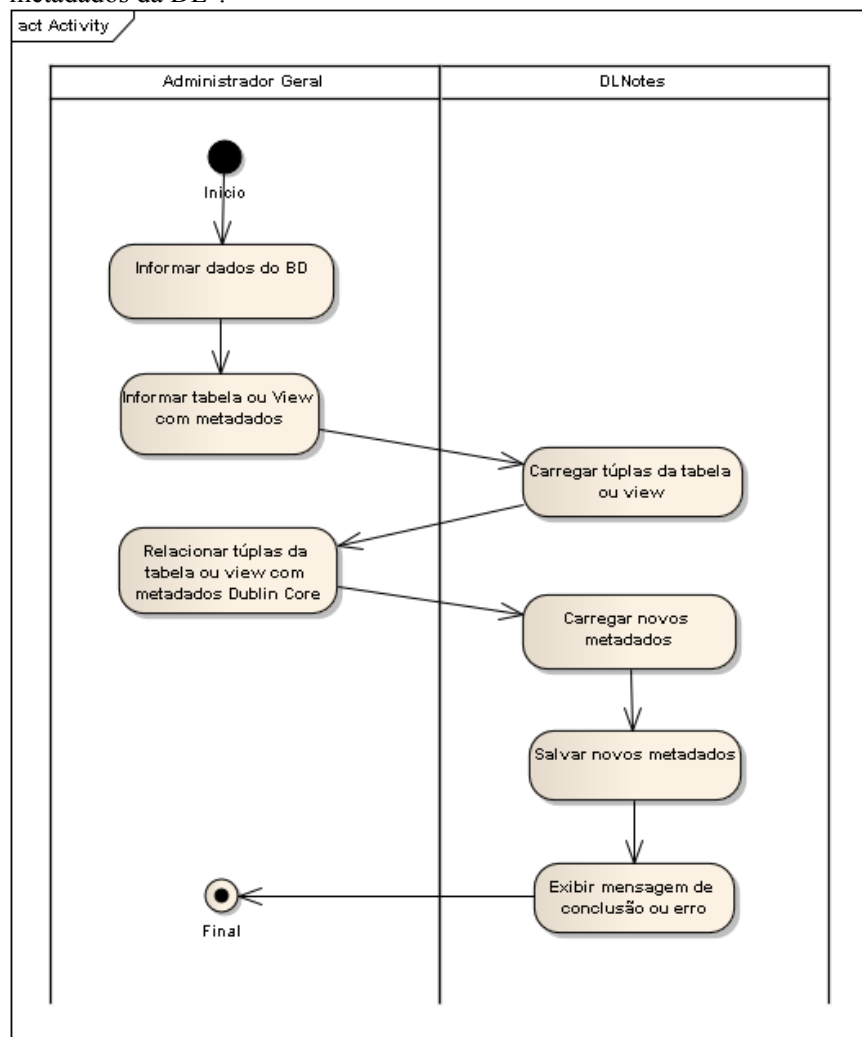 metadados da DL".
act Activity
Administrador Geral
DLNotes
Início
Informar dados do BD
Informar tabela ou View
com metadados
Carregar túplas da tabela
ou view
Relacionar túplas da
tabela ou view com
metadados Dublin Core
Carregar novos
metadados
Salvar novos metadados
Exibir mensagem de
conclusão ou erro
Final